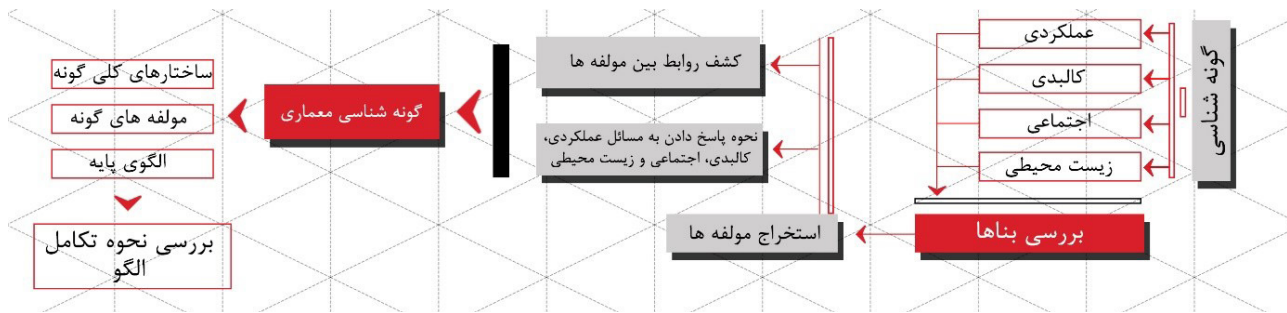 گونه شناسی
عملکردی
کالبدی
اجتماعی
زیست محیطی
بررسی بناها
استخراج مولفه ها
کشف روابط بین مولفه ها
نحوه پاسخ دادن به مسائل عملکردی،
کالبدی، اجتماعی و زیست محیطی
گونه شناسی معماری
ساختارهای کلی گونه
مولفه های گونه
الگوی پایه
بررسی نحوه تکامل
الگو